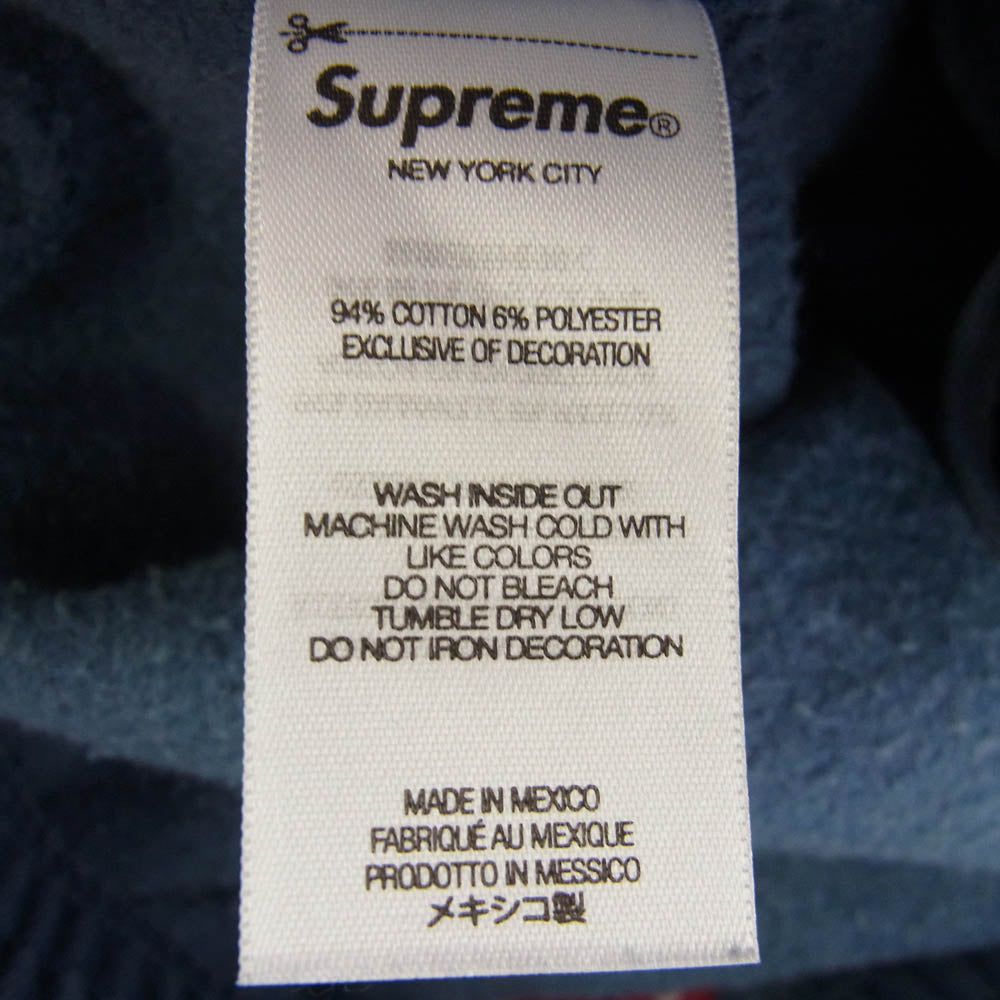 Supreme®
NEW YORK CITY
94% COTTON 6% POLYESTER
EXCLUSIVE OF DECORATION
WASH INSIDE OUT
MACHINE WASH COLD WITH
LIKE COLORS
DO NOT BLEACH
TUMBLE DRY LOW
DO NOT IRON DECORATION
MADE IN MEXICO
FABRIQUÉ AU MEXIQUE
PRODOTTO IN MESSICO
メキシコ製